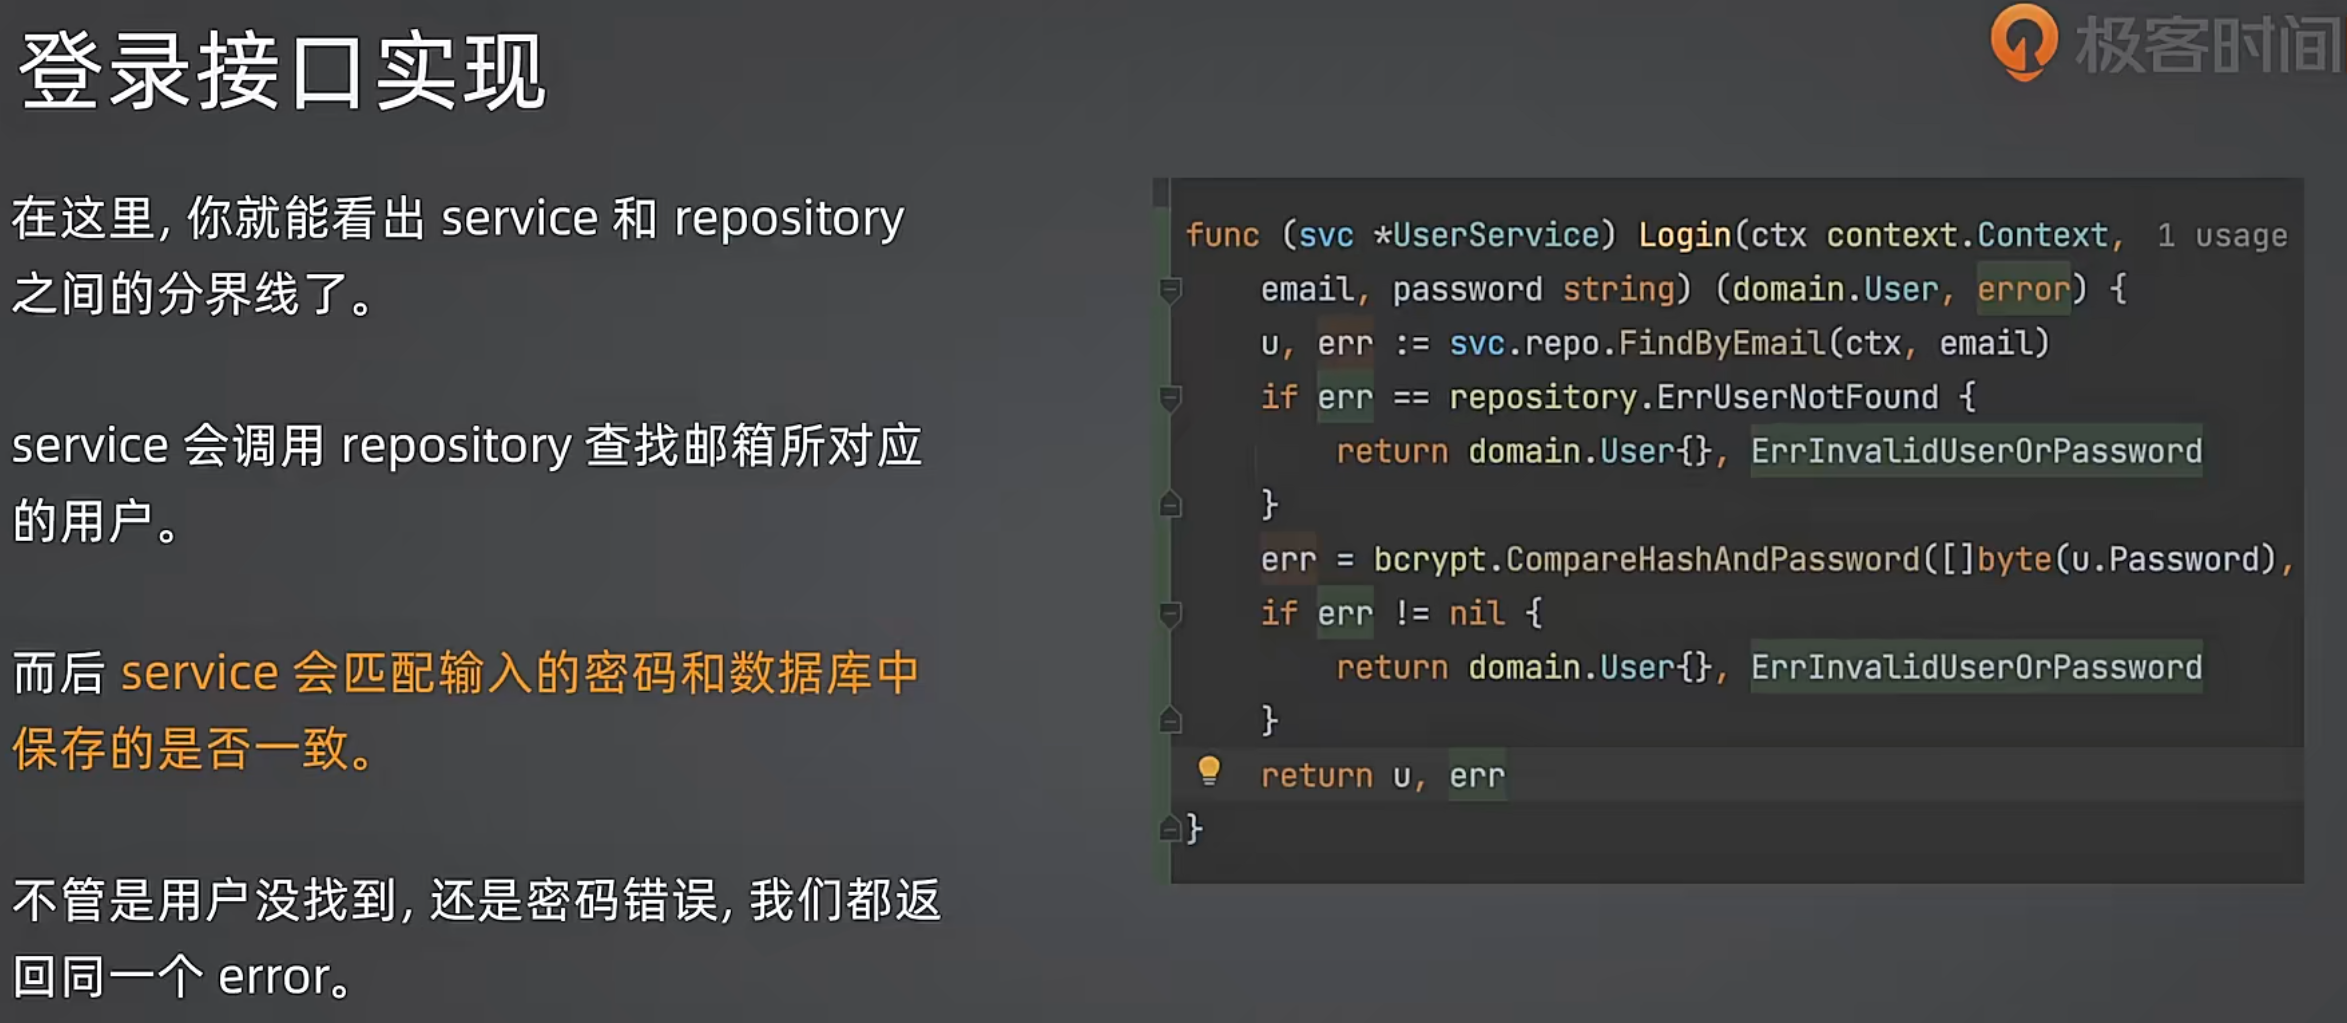 登录接口实现
极客时间
在这里, 你就能看出 service 和 repository
之间的分界线了。
service 会调用 repository 查找邮箱所对应
的用户。
而后 service 会匹配输入的密码和数据库中
保存的是否一致。
不管是用户没找到, 还是密码错误, 我们都返
回同一个 error。
func (svc *UserService) Login(ctx context.Context, 1 usage
email, password string) (domain.User, error) {
u, err := svc.repo.FindByEmail(ctx, email)
if err == repository.ErrUserNotFound {
return domain.User{}, ErrInvalidUserOrPassword
}
err = bcrypt.CompareHashAndPassword([]byte(u.Password),
if err != nil {
return domain.User{}, ErrInvalidUserOrPassword
}
return u, err
}